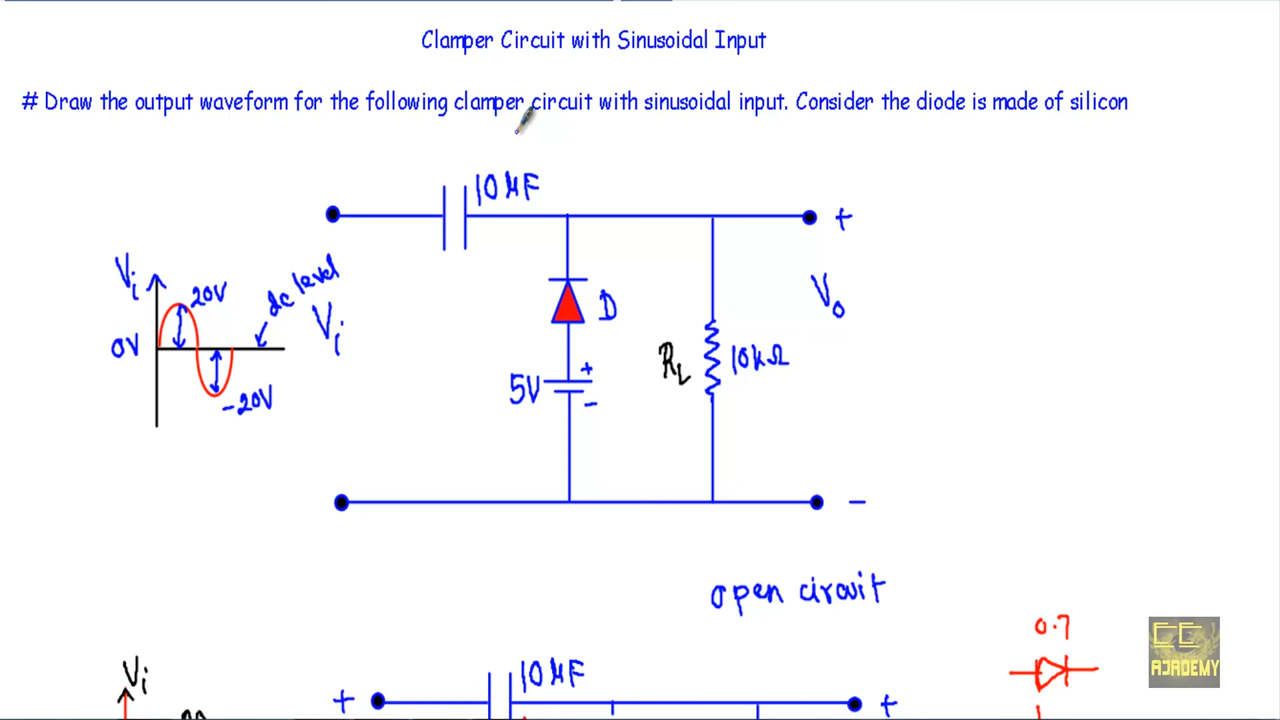 Clamper Circuit with Sinusoidal Input
# Draw the output waveform for the following clamper circuit with sinusoidal input. Consider the diode is made of silicon
10 μF
+
Vi
20V
dc level
Vi
0V
-20V
D
Vo
5V
+
-
RL
10kΩ
-
open circuit
0.7
EE
AJADEMY
Vi
+
10 μF
+